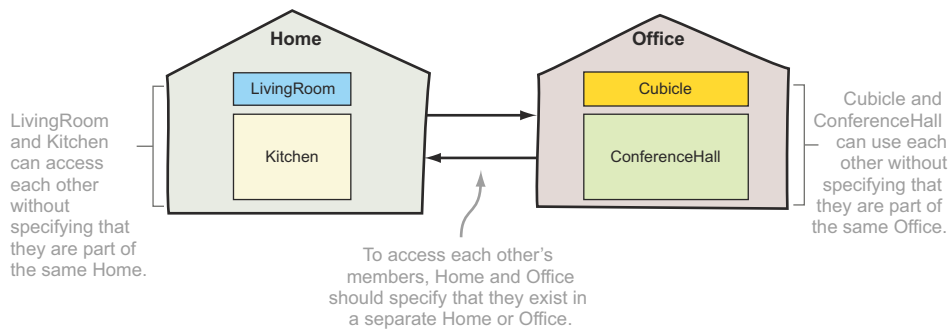 Home
Office
LivingRoom
Kitchen
Cubicle
ConferenceHall
LivingRoom
and Kitchen
can access
each other
without
specifying that
they are part of
the same Home.
Cubicle and
ConferenceHall
can use each
other without
specifying that
they are part of
the same Office.
To access each other’s
members, Home and Office
should specify that they exist in
a separate Home or Office.